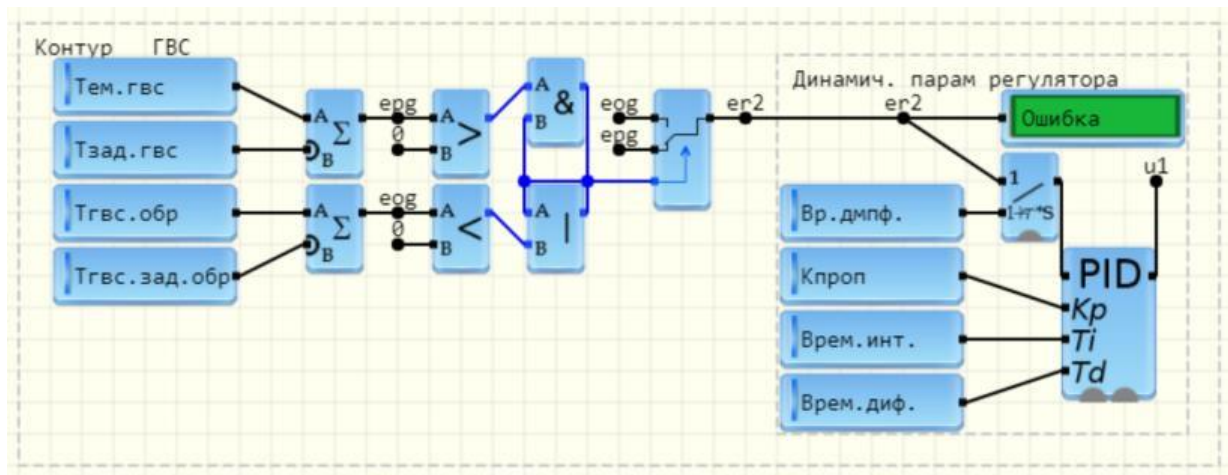 Контур ГВС
Тем.гвс
Тзад.гвс
Тгвс.обр
Тгвс.зад.обр
A
B
Σ
epg
0
A
B
>
A
B
&
A
B
Σ
eog
0
A
B
<
A
B
|
eog
epg
er2
Динамич. парам регулятора
er2
Ошибка
1
1+τ*S
u1
Вр.дмпф.
Кпроп
Врем.инт.
Врем.диф.
PID
Kp
Ti
Td